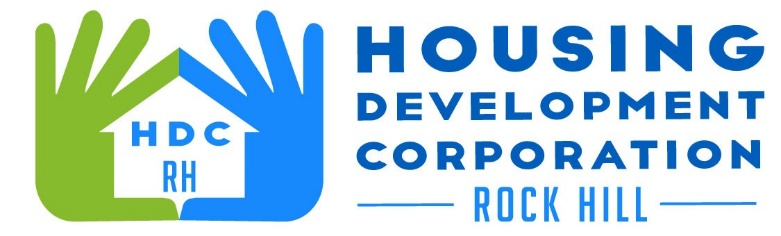 HDC
RH
HOUSING
DEVELOPMENT
CORPORATION
ROCK HILL